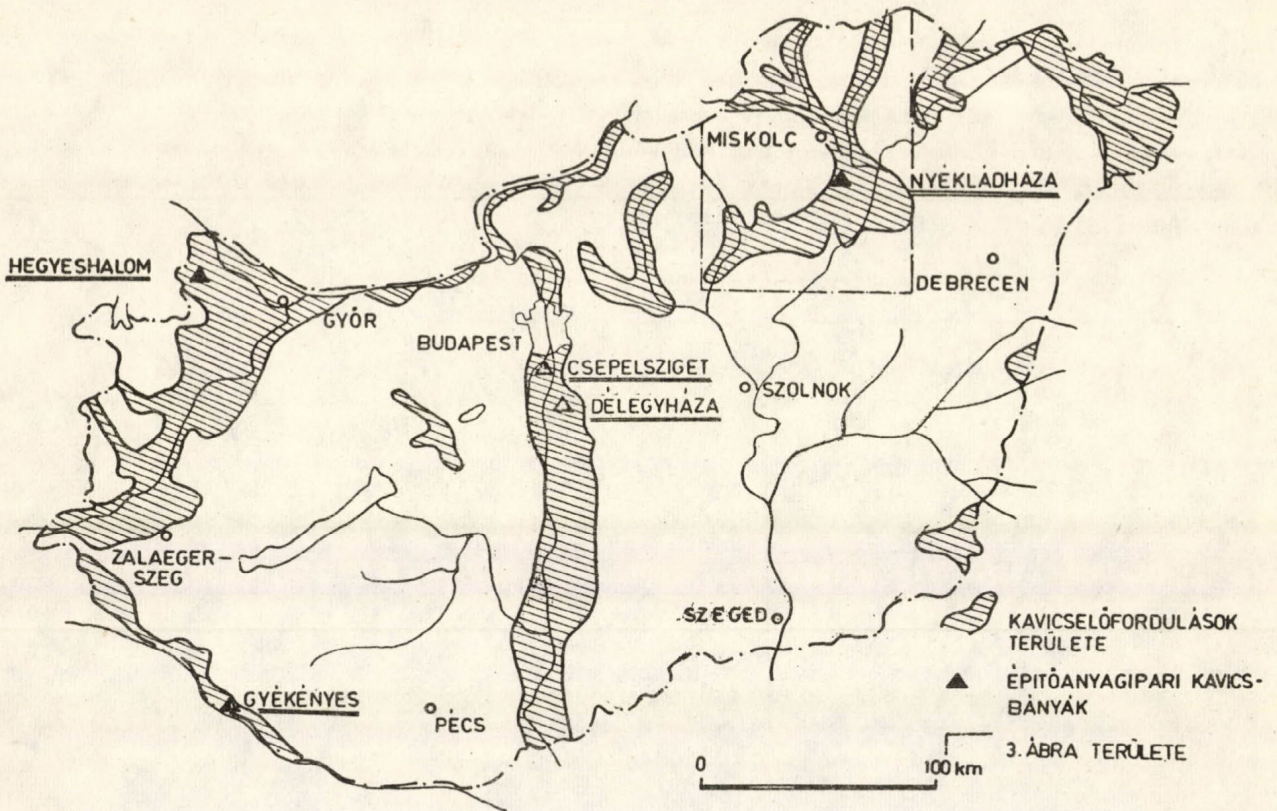 MISKOLC
NYÉKLÁDHÁZA
HEGYESHALOM
DEBRECEN
GYŐR
BUDAPEST
CSEPELSZIGET
SZOLNOK
DÉLEGYHÁZA
ZALAEGER
SZEG
SZEGED
KAVICSELŐFORDULÁSOK
TERÜLETE
ÉPITŐANYAGIPARI KAVICS-
BÁNYÁK
GYÉKÉNYES
PÉCS
3. ÁBRA TERÜLETE
0
100 km